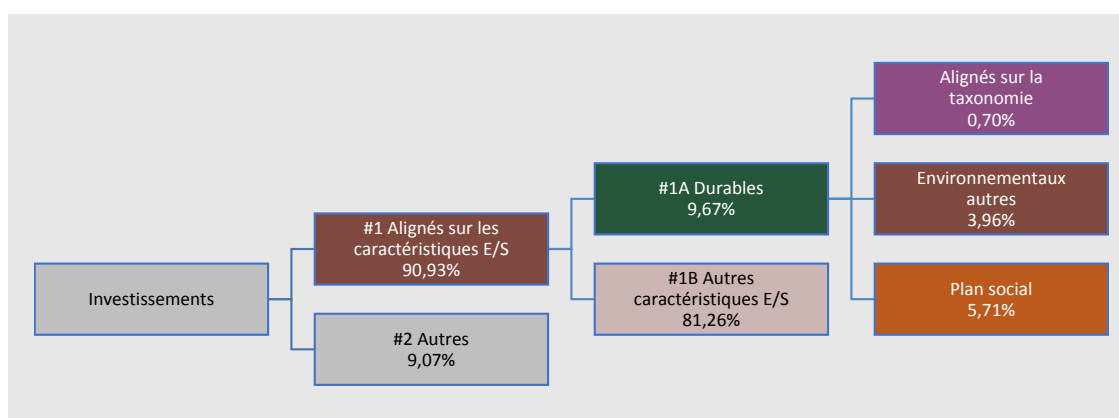 Alignés sur la
taxonomie
0,70%
#1A Durables
9,67%
Environnementaux
autres
3,96%
#1 Alignés sur les
caractéristiques E/S
90,93%
Investissements
#1B Autres
caractéristiques E/S
81,26%
Plan social
5,71%
#2 Autres
9,07%